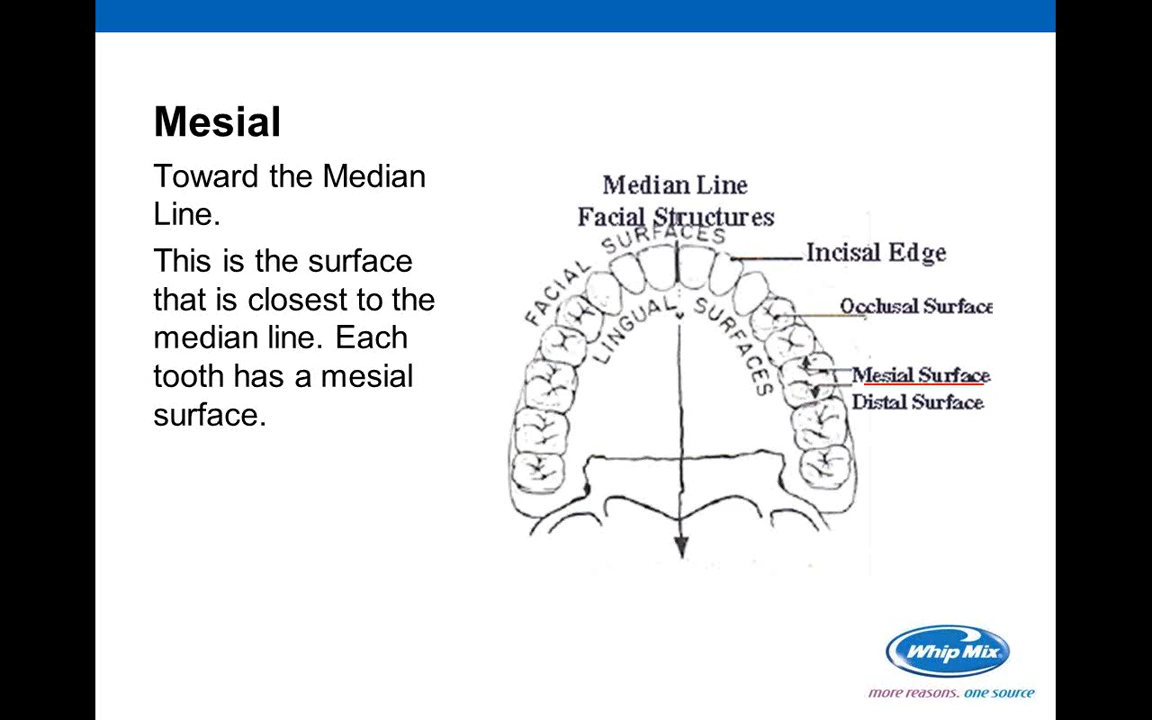 Mesial
Toward the Median
Line.
This is the surface
that is closest to the
median line. Each
tooth has a mesial
surface.
Median Line
Facial Structures
FACIAL SURFACES
Incisal Edge
LINGUAL SURFACES
Occlusal Surface
Mesial Surface
Distal Surface
Whip Mix
more reasons. one source